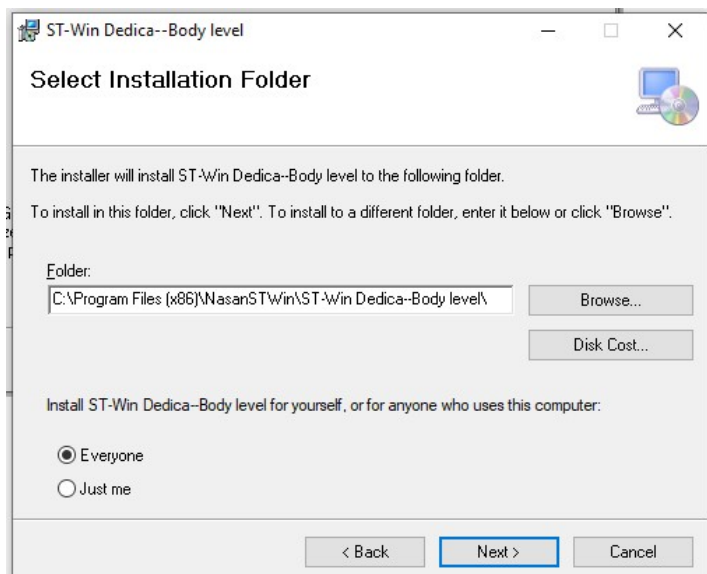 ST-Win Dedica--Body level
Select Installation Folder
The installer will install ST-Win Dedica--Body level to the following folder.
To install in this folder, click "Next". To install to a different folder, enter it below or click "Browse".
Folder:
C:\Program Files (x86)\NasanSTWin\ST-Win Dedica--Body level\
Browse...
Disk Cost...
Install ST-Win Dedica--Body level for yourself, or for anyone who uses this computer:
Everyone
Just me
< Back
Next >
Cancel